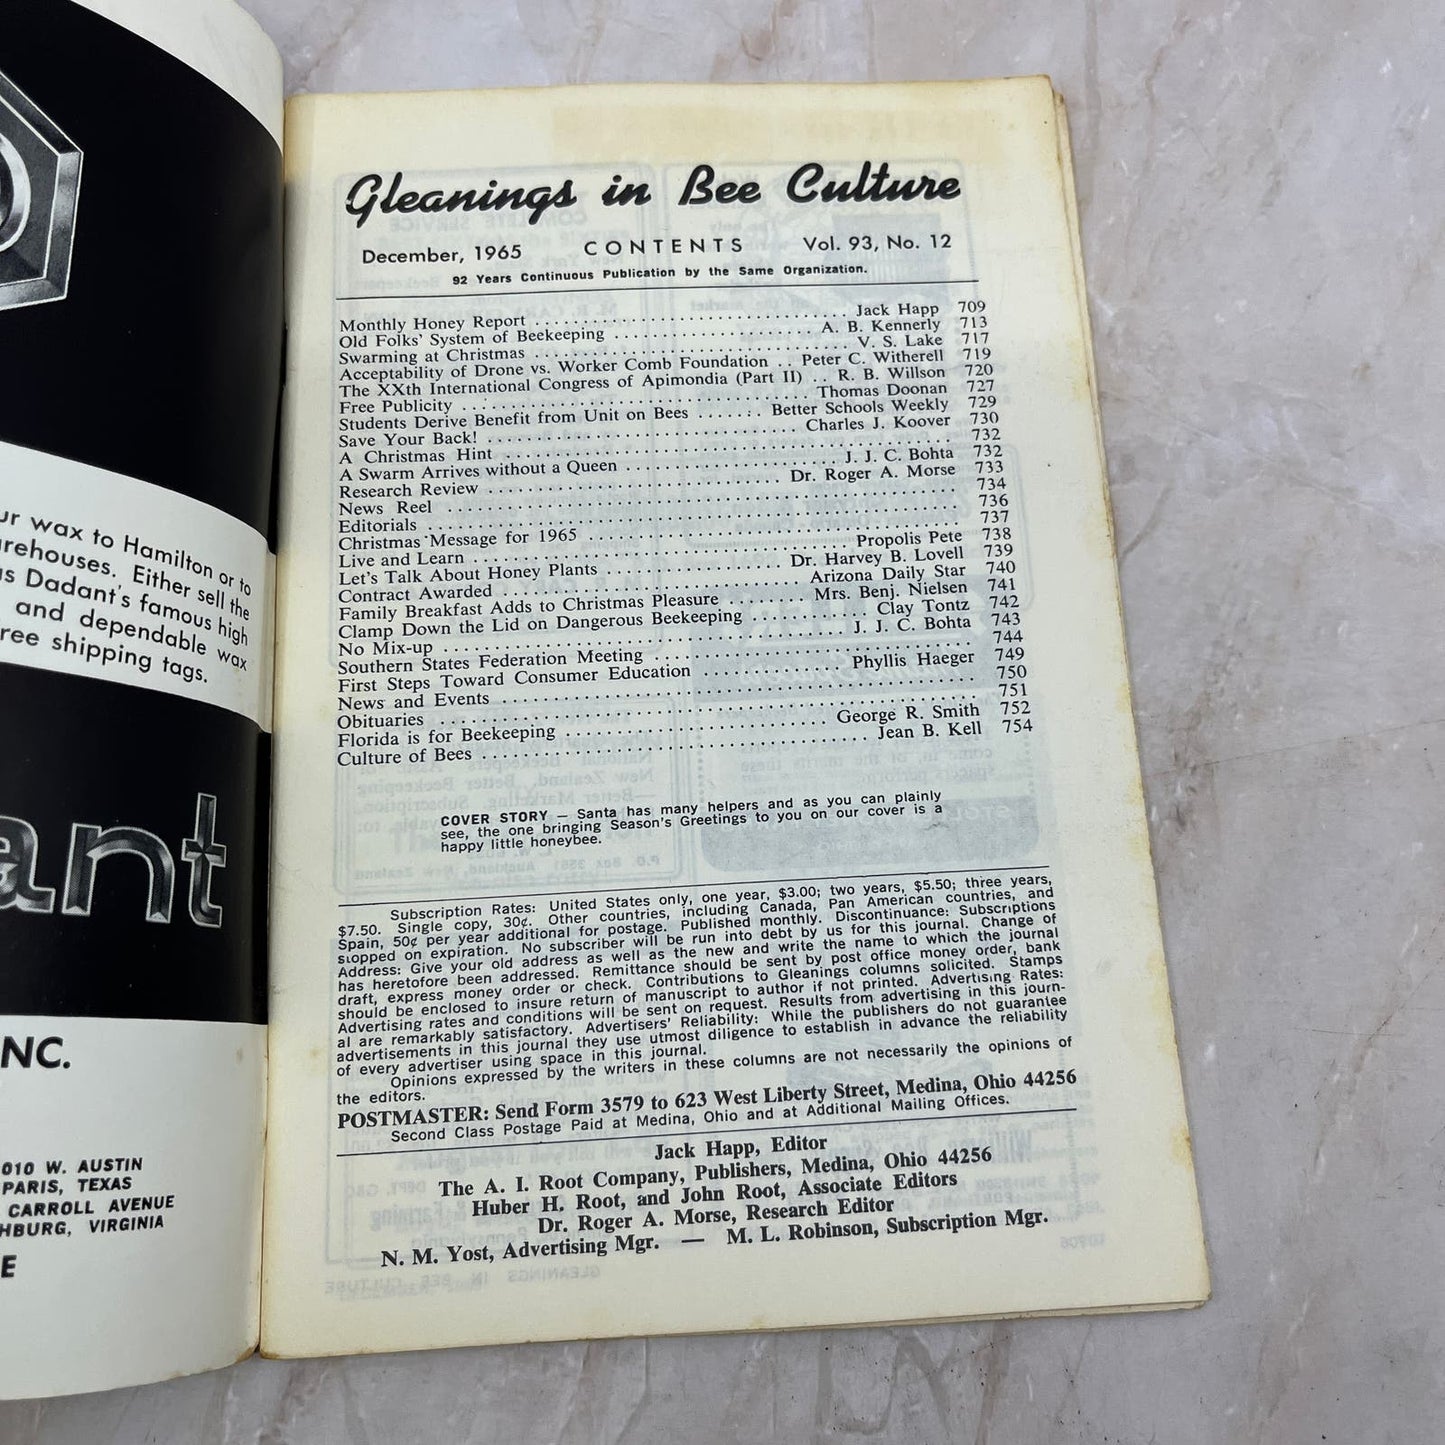 ur wax to Hamilton or to
arehouses. Either sell the
us Dadant's famous high
and dependable wax
ree shipping tags.
ant
NC.
010 W. AUSTIN
PARIS, TEXAS
CARROLL AVENUE
HBURG, VIRGINIA
E
Gleanings in Bee Culture
December, 1965 CONTENTS Vol. 93, No. 12
92 Years Continuous Publication by the Same Organization.
Monthly Honey Report Jack Happ 709
Old Folks' System of Beekeeping A. B. Kennerly 713
Swarming at Christmas V. S. Lake 717
Acceptability of Drone vs. Worker Comb Foundation Peter C. Witherell 719
The XXth International Congress of Apimondia (Part II) R. B. Willson 720
Free Publicity Thomas Doonan 727
Students Derive Benefit from Unit on Bees Better Schools Weekly 729
Save Your Back! Charles J. Koover 730
A Christmas Hint 732
A Swarm Arrives without a Queen J. J. C. Bohta 732
Research Review Dr. Roger A. Morse 733
News Reel 734
Editorials 736
Christmas Message for 1965 737
Live and Learn Propolis Pete 738
Let's Talk About Honey Plants Dr. Harvey B. Lovell 739
Contract Awarded Arizona Daily Star 740
Family Breakfast Adds to Christmas Pleasure Mrs. Benj. Nielsen 741
Clamp Down the Lid on Dangerous Beekeeping Clay Tontz 742
No Mix-up J. J. C. Bohta 743
Southern States Federation Meeting 744
First Steps Toward Consumer Education Phyllis Haeger 749
News and Events 750
Obituaries 751
Florida is for Beekeeping George R. Smith 752
Culture of Bees Jean B. Kell 754
COVER STORY — Santa has many helpers and as you can plainly
see, the one bringing Season's Greetings to you on our cover is a
happy little honeybee.
Subscription Rates: United States only, one year, $3.00; two years, $5.50; three years,
$7.50. Single copy, 30¢. Other countries, including Canada, Pan American countries, and
Spain, 50¢ per year additional for postage. Published monthly. Discontinuance: Subscriptions
stopped on expiration. No subscriber will be run into debt by us for this journal. Change of
Address: Give your old address as well as the new and write the name to which the journal
has heretofore been addressed. Remittance should be sent by post office money order, bank
draft, express money order or check. Contributions to Gleanings columns solicited. Stamps
should be enclosed to insure return of manuscript to author if not printed. Advertising Rates:
Advertising rates and conditions will be sent on request. Results from advertising in this journ-
al are remarkably satisfactory. Advertisers' Reliability: While the publishers do not guarantee
advertisements in this journal they use utmost diligence to establish in advance the reliability
of every advertiser using space in this journal.
Opinions expressed by the writers in these columns are not necessarily the opinions of
the editors.
POSTMASTER: Send Form 3579 to 623 West Liberty Street, Medina, Ohio 44256
Second Class Postage Paid at Medina, Ohio and at Additional Mailing Offices.
Jack Happ, Editor
The A. I. Root Company, Publishers, Medina, Ohio 44256
Huber H. Root, and John Root, Associate Editors
Dr. Roger A. Morse, Research Editor
N. M. Yost, Advertising Mgr. — M. L. Robinson, Subscription Mgr.